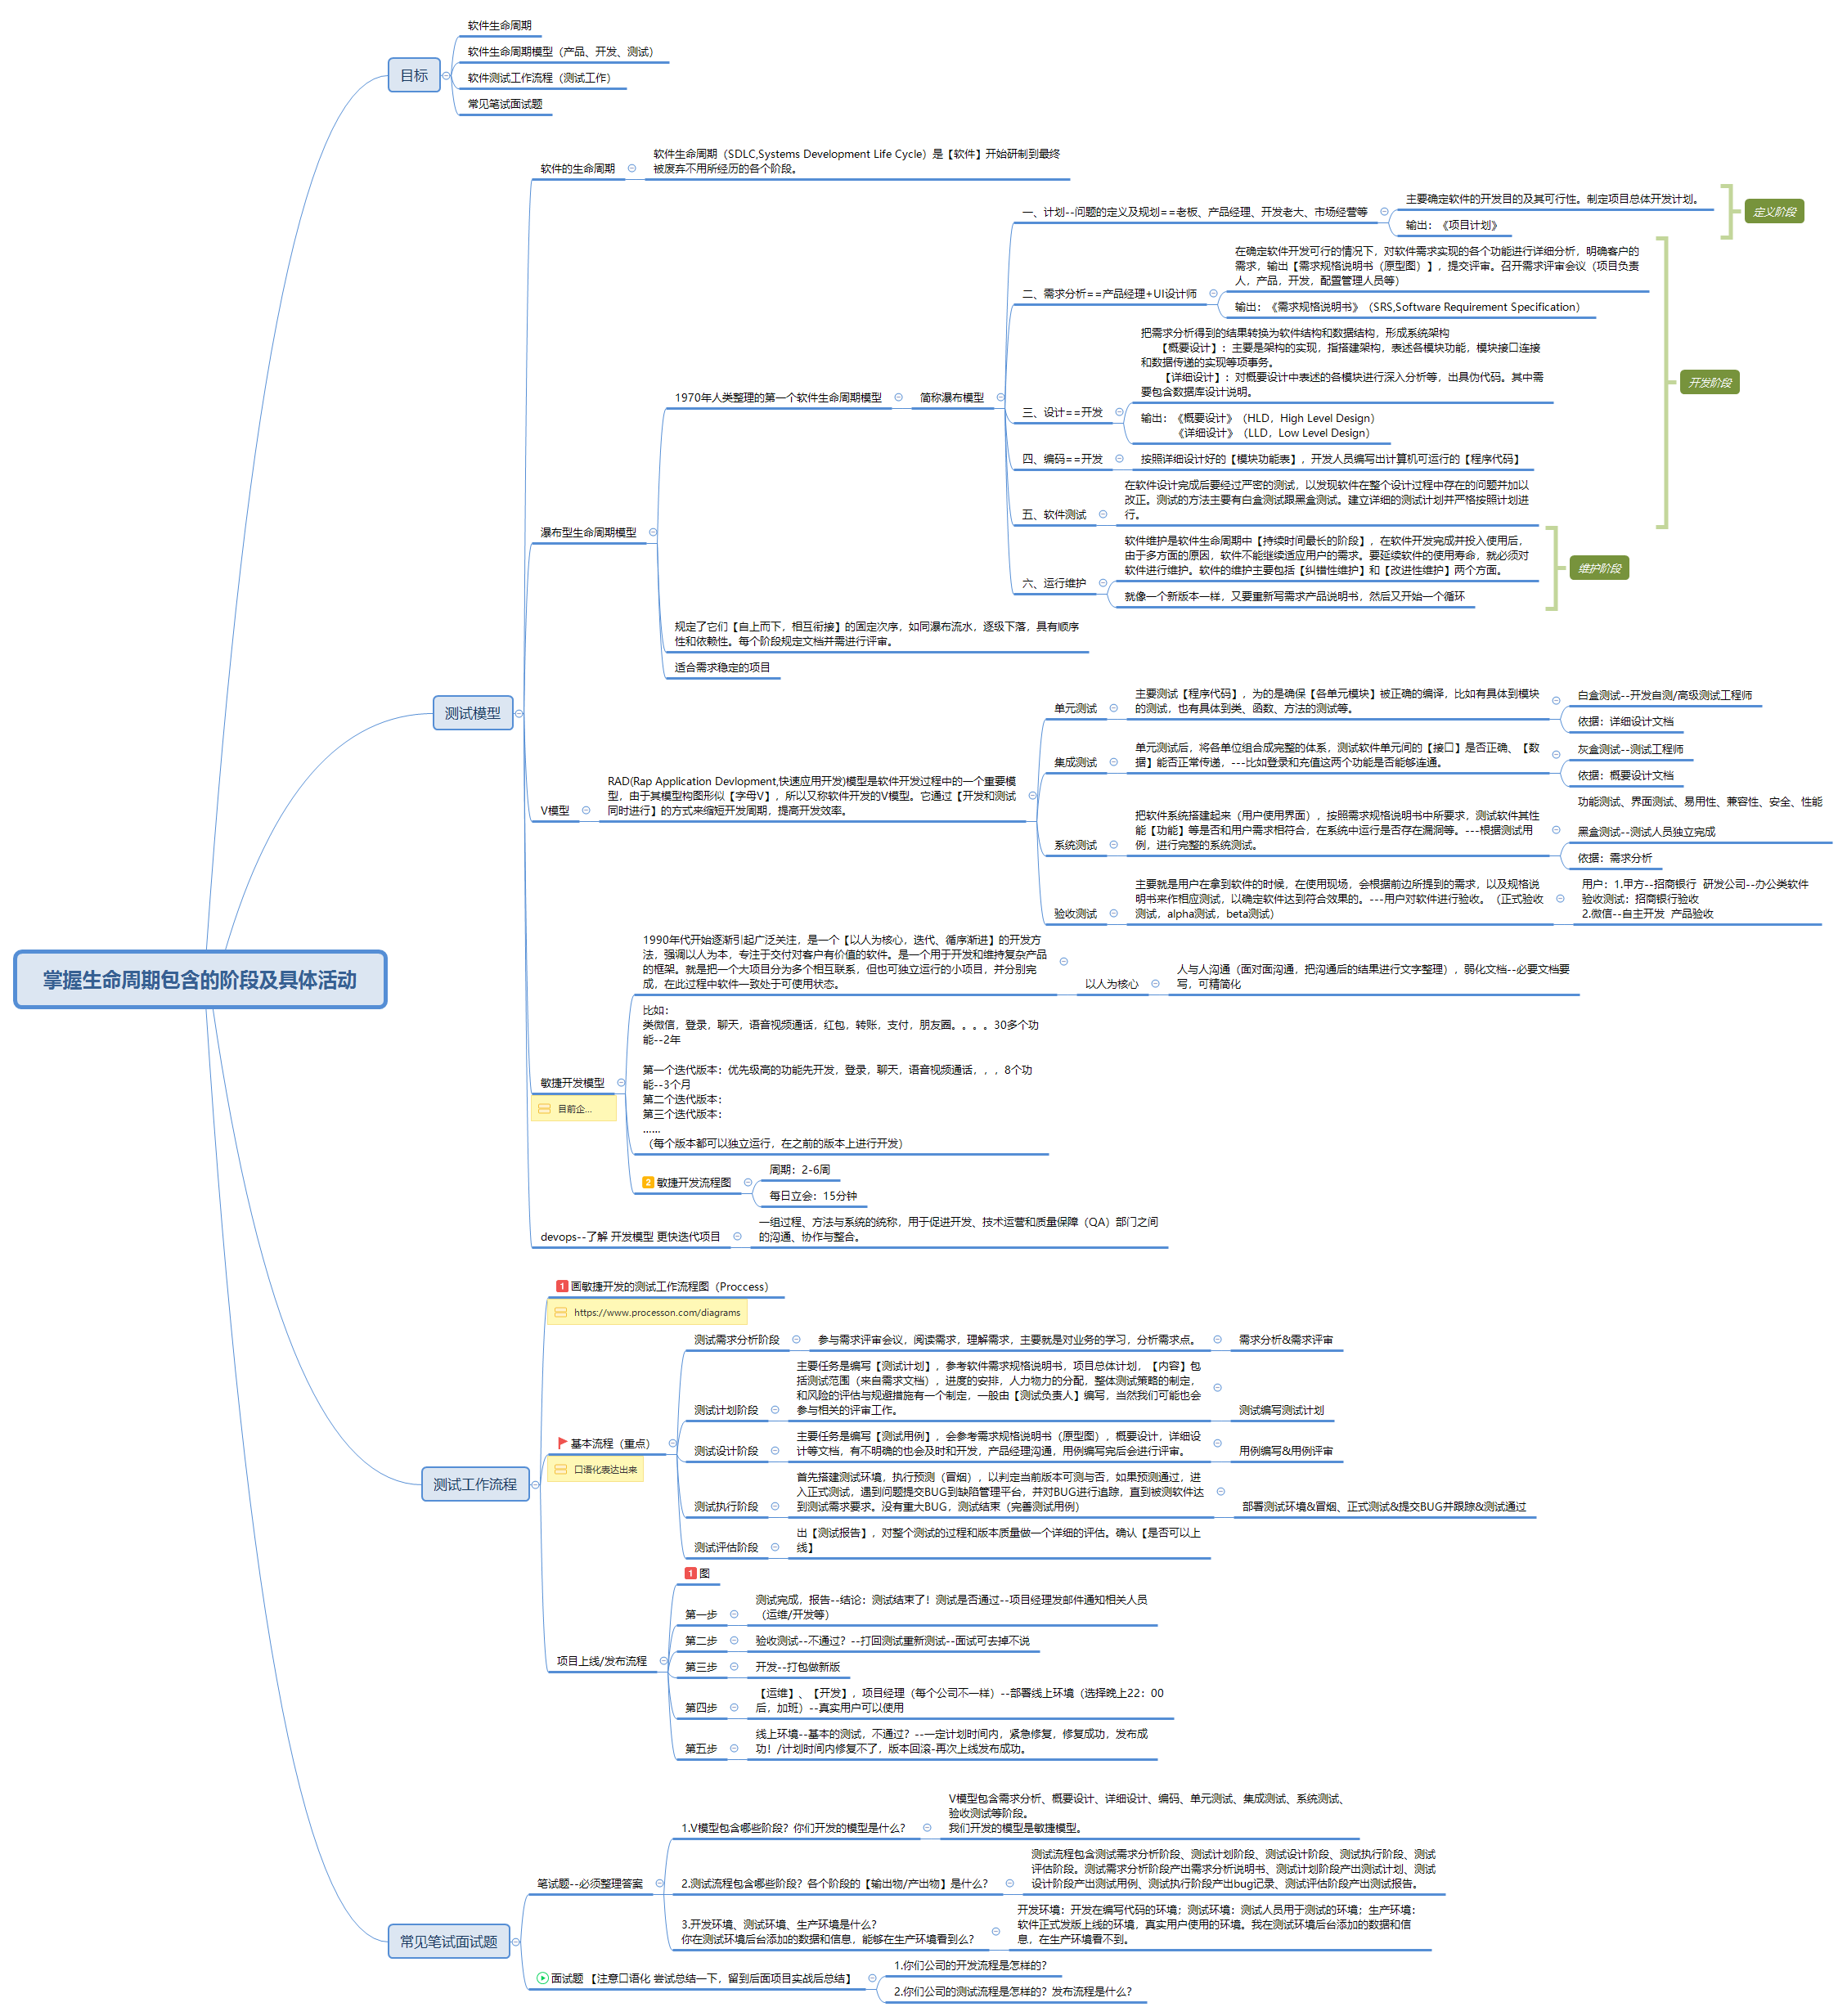 掌握生命周期包含的阶段及具体活动
目标
软件生命周期
软件生命周期模型（产品、开发、测试）
软件测试工作流程（测试工作）
常见笔试面试题
测试模型
软件的生命周期
软件生命周期（SDLC,Systems Development Life Cycle）是【软件】开始研制到最终
被废弃不用所经历的各个阶段。
瀑布型生命周期模型
1970年人类整理的第一个软件生命周期模型
简称瀑布模型
一、计划--问题的定义及规划==老板、产品经理、开发老大、市场经营等
主要确定软件的开发目的及其可行性。制定项目总体开发计划。
输出：《项目计划》
定义阶段
二、需求分析==产品经理+UI设计师
在确定软件开发可行的情况下，对软件需求实现的各个功能进行详细分析，明确客户的
需求，输出【需求规格说明书（原型图）】，提交评审。召开需求评审会议（项目负责
人，产品，开发，配置管理人员等）
输出：《需求规格说明书》（SRS,Software Requirement Specification）
三、设计==开发
把需求分析得到的结果转换为软件结构和数据结构，形成系统架构
【概要设计】：主要是架构的实现，指搭建架构，表述各模块功能，模块接口连接
和数据传递的实现等项事务。
【详细设计】：对概要设计中表述的各模块进行深入分析等，出具伪代码。其中需
要包含数据库设计说明。
输出：《概要设计》（HLD，High Level Design）
《详细设计》（LLD，Low Level Design）
四、编码==开发
按照详细设计好的【模块功能表】，开发人员编写出计算机可运行的【程序代码】
五、软件测试
在软件设计完成后要经过严密的测试，以发现软件在整个设计过程中存在的问题并加以
改正。测试的方法主要有白盒测试跟黑盒测试。建立详细的测试计划并严格按照计划进
行。
开发阶段
六、运行维护
软件维护是软件生命周期中【持续时间最长的阶段】，在软件开发完成并投入使用后，
由于多方面的原因，软件不能继续适应用户的需求。要延续软件的使用寿命，就必须对
软件进行维护。软件的维护主要包括【纠错性维护】和【改进性维护】两个方面。
就像一个新版本一样，又要重新写需求产品说明书，然后又开始一个循环
维护阶段
规定了它们【自上而下，相互衔接】的固定次序，如同瀑布流水，逐级下落，具有顺序
性和依赖性。每个阶段规定文档并需进行评审。
适合需求稳定的项目
V模型
RAD(Rap Application Devlopment,快速应用开发)模型是软件开发过程中的一个重要模
型，由于其模型构图形似【字母V】，所以又称软件开发的V模型。它通过【开发和测试
同时进行】的方式来缩短开发周期，提高开发效率。
单元测试
主要测试【程序代码】，为的是确保【各单元模块】被正确的编译，比如有具体到模块
的测试，也有具体到类、函数、方法的测试等。
白盒测试--开发自测/高级测试工程师
依据：详细设计文档
集成测试
单元测试后，将各单位组合成完整的体系，测试软件单元间的【接口】是否正确、【数
据】能否正常传递，---比如登录和充值这两个功能是否能够连通。
灰盒测试--测试工程师
依据：概要设计文档
系统测试
把软件系统搭建起来（用户使用界面），按照需求规格说明书中所要求，测试软件其性
能【功能】等是否和用户需求相符合，在系统中运行是否存在漏洞等。---根据测试用
例，进行完整的系统测试。
功能测试、界面测试、易用性、兼容性、安全、性能
黑盒测试--测试人员独立完成
依据：需求分析
验收测试
主要就是用户在拿到软件的时候，在使用现场，会根据前边所提到的需求，以及规格说
明书来作相应测试，以确定软件达到符合效果的。---用户对软件进行验收。（正式验收
测试，alpha测试，beta测试）
用户：1.甲方--招商银行 研发公司--办公类软件
验收测试：招商银行验收
2.微信--自主开发 产品验收
敏捷开发模型
目前企...
1990年代开始逐渐引起广泛关注，是一个【以人为核心，迭代、循序渐进】的开发方
法，强调以人为本，专注于交付对客户有价值的软件。是一个用于开发和维持复杂产品
的框架。就是把一个大项目分为多个相互联系，但也可独立运行的小项目，并分别完
成，在此过程中软件一致处于可使用状态。
以人为核心
人与人沟通（面对面沟通，把沟通后的结果进行文字整理），弱化文档--必要文档要
写，可精简化
比如：
类微信，登录，聊天，语音视频通话，红包，转账，支付，朋友圈。。。。30多个功
能--2年
第一个迭代版本：优先级高的功能先开发，登录，聊天，语音视频通话，，，8个功
能--3个月
第二个迭代版本：
第三个迭代版本：
……
（每个版本都可以独立运行，在之前的版本上进行开发）
2 敏捷开发流程图
周期：2-6周
每日立会：15分钟
devops--了解 开发模型 更快迭代项目
一组过程、方法与系统的统称，用于促进开发、技术运营和质量保障（QA）部门之间
的沟通、协作与整合。
测试工作流程
1 画敏捷开发的测试工作流程图（Proccess）
https://www.processon.com/diagrams
基本流程（重点）
口语化表达出来
测试需求分析阶段
参与需求评审会议，阅读需求，理解需求，主要就是对业务的学习，分析需求点。
需求分析&需求评审
测试计划阶段
主要任务是编写【测试计划】，参考软件需求规格说明书，项目总体计划，【内容】包
括测试范围（来自需求文档），进度的安排，人力物力的分配，整体测试策略的制定，
和风险的评估与规避措施有一个制定，一般由【测试负责人】编写，当然我们可能也会
参与相关的评审工作。
测试编写测试计划
测试设计阶段
主要任务是编写【测试用例】，会参考需求规格说明书（原型图），概要设计，详细设
计等文档，有不明确的也会及时和开发，产品经理沟通，用例编写完后会进行评审。
用例编写&用例评审
测试执行阶段
首先搭建测试环境，执行预测（冒烟），以判定当前版本可测与否，如果预测通过，进
入正式测试，遇到问题提交BUG到缺陷管理平台，并对BUG进行追踪，直到被测软件达
到测试需求要求。没有重大BUG，测试结束（完善测试用例）
部署测试环境&冒烟、正式测试&提交BUG并跟踪&测试通过
测试评估阶段
出【测试报告】，对整个测试的过程和版本质量做一个详细的评估。确认【是否可以上
线】
项目上线/发布流程
1 图
第一步
测试完成，报告--结论：测试结束了！测试是否通过--项目经理发邮件通知相关人员
（运维/开发等）
第二步
验收测试--不通过？--打回测试重新测试--面试可去掉不说
第三步
开发--打包做新版
第四步
【运维】、【开发】，项目经理（每个公司不一样）--部署线上环境（选择晚上22：00
后，加班）--真实用户可以使用
第五步
线上环境--基本的测试，不通过？--一定计划时间内，紧急修复，修复成功，发布成
功！/计划时间内修复不了，版本回滚-再次上线发布成功。
常见笔试面试题
笔试题--必须整理答案
1.V模型包含哪些阶段？你们开发的模型是什么？
V模型包含需求分析、概要设计、详细设计、编码、单元测试、集成测试、系统测试、
验收测试等阶段。
我们开发的模型是敏捷模型。
2.测试流程包含哪些阶段？各个阶段的【输出物/产出物】是什么？
测试流程包含测试需求分析阶段、测试计划阶段、测试设计阶段、测试执行阶段、测试
评估阶段。测试需求分析阶段产出需求分析说明书、测试计划阶段产出测试计划、测试
设计阶段产出测试用例、测试执行阶段产出bug记录、测试评估阶段产出测试报告。
3.开发环境、测试环境、生产环境是什么？
你在测试环境后台添加的数据和信息，能够在生产环境看到么？
开发环境：开发在编写代码的环境；测试环境：测试人员用于测试的环境；生产环境：
软件正式发版上线的环境，真实用户使用的环境。我在测试环境后台添加的数据和信
息，在生产环境看不到。
面试题 【注意口语化 尝试总结一下，留到后面项目实战后总结】
1.你们公司的开发流程是怎样的？
2.你们公司的测试流程是怎样的？发布流程是什么？